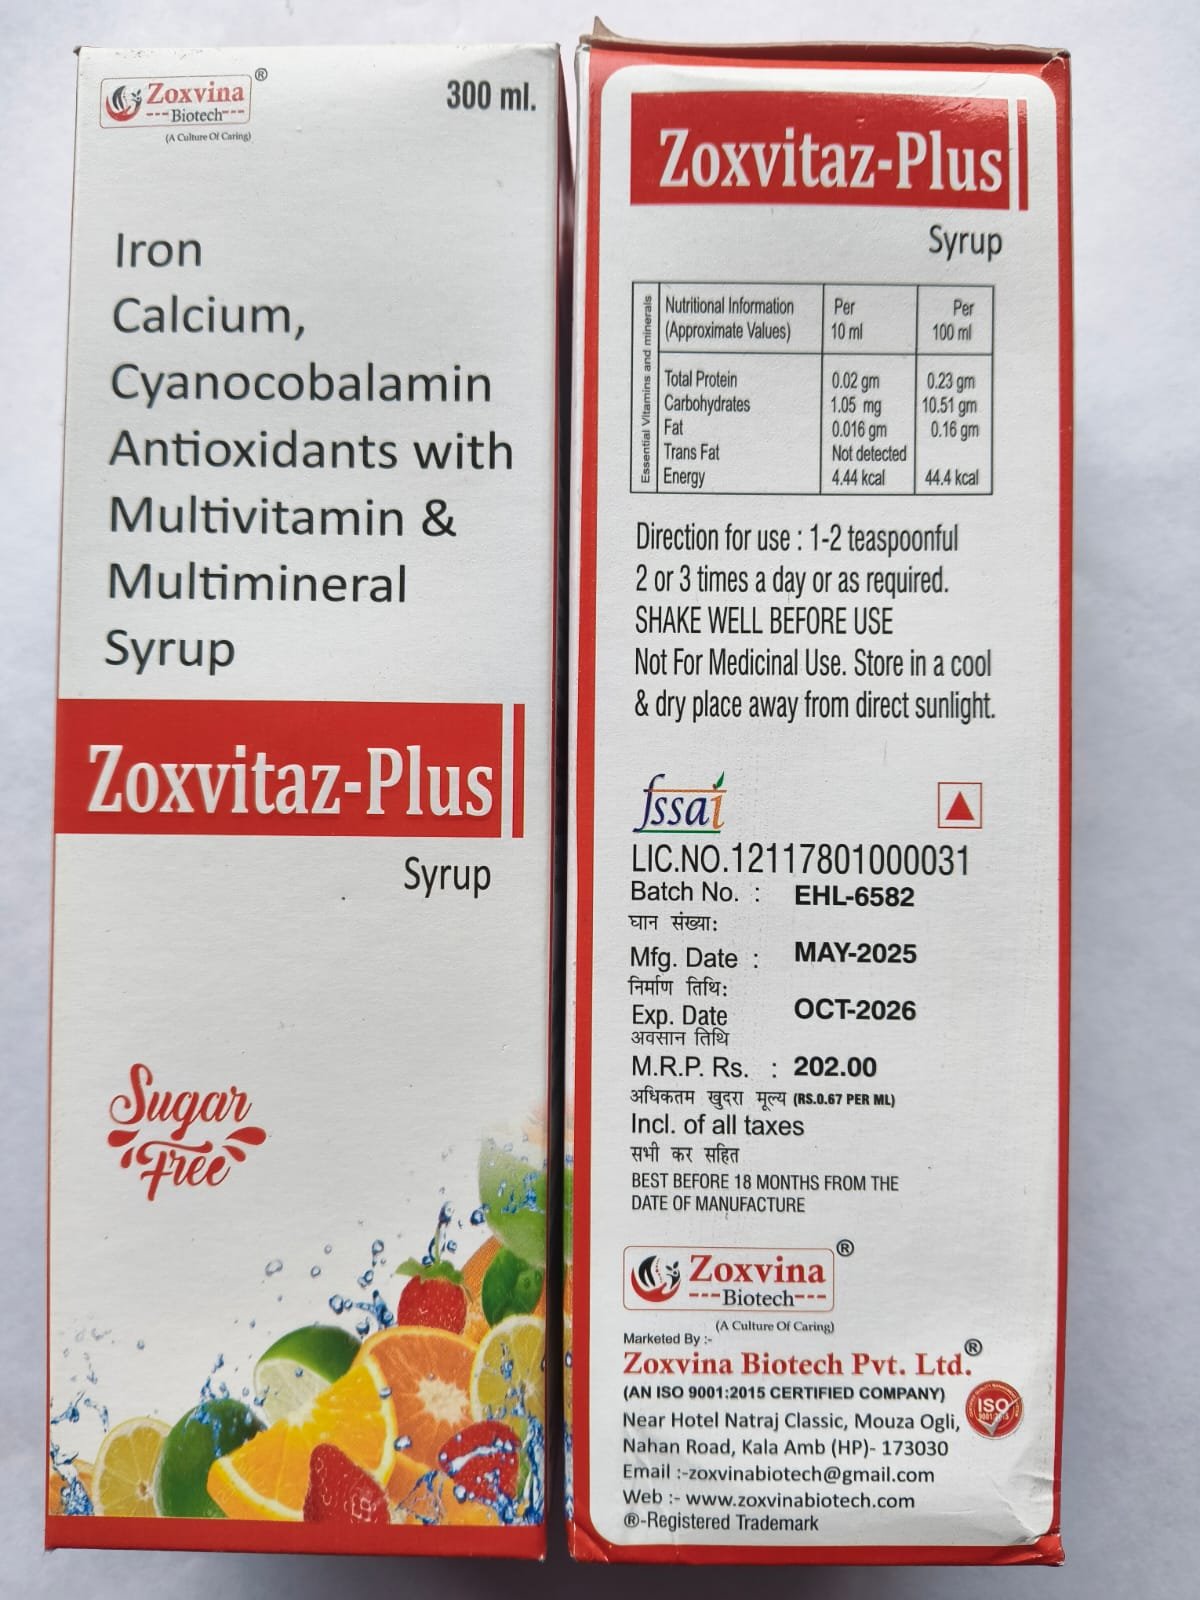 Zoxvina ®
Biotech
(A Culture Of Caring)
300 ml.
Iron
Calcium,
Cyanocobalamin
Antioxidants with
Multivitamin &
Multimineral
Syrup
Zoxvitaz-Plus
Syrup
Sugar
Free
Zoxvitaz-Plus
Syrup
Essential Vitamins and minerals
Nutritional Information Per Per
(Approximate Values) 10 ml 100 ml
Total Protein 0.02 gm 0.23 gm
Carbohydrates 1.05 mg 10.51 gm
Fat 0.016 gm 0.16 gm
Trans Fat Not detected
Energy 4.44 kcal 44.4 kcal
Direction for use : 1-2 teaspoonful
2 or 3 times a day or as required.
SHAKE WELL BEFORE USE
Not For Medicinal Use. Store in a cool
& dry place away from direct sunlight.
fssai
LIC.NO.12117801000031
Batch No. : EHL-6582
घान संख्या:
Mfg. Date : MAY-2025
निर्माण तिथि:
Exp. Date OCT-2026
अवसान तिथि
M.R.P. Rs. : 202.00
अधिकतम खुदरा मूल्य (RS.0.67 PER ML)
Incl. of all taxes
सभी कर सहित
BEST BEFORE 18 MONTHS FROM THE
DATE OF MANUFACTURE
Zoxvina ®
Biotech
(A Culture Of Caring)
Marketed By :-
Zoxvina Biotech Pvt. Ltd.®
(AN ISO 9001:2015 CERTIFIED COMPANY)
ISO
Near Hotel Natraj Classic, Mouza Ogli,
Nahan Road, Kala Amb (HP)- 173030
Email :-zoxvinabiotech@gmail.com
Web :- www.zoxvinabiotech.com
®-Registered Trademark